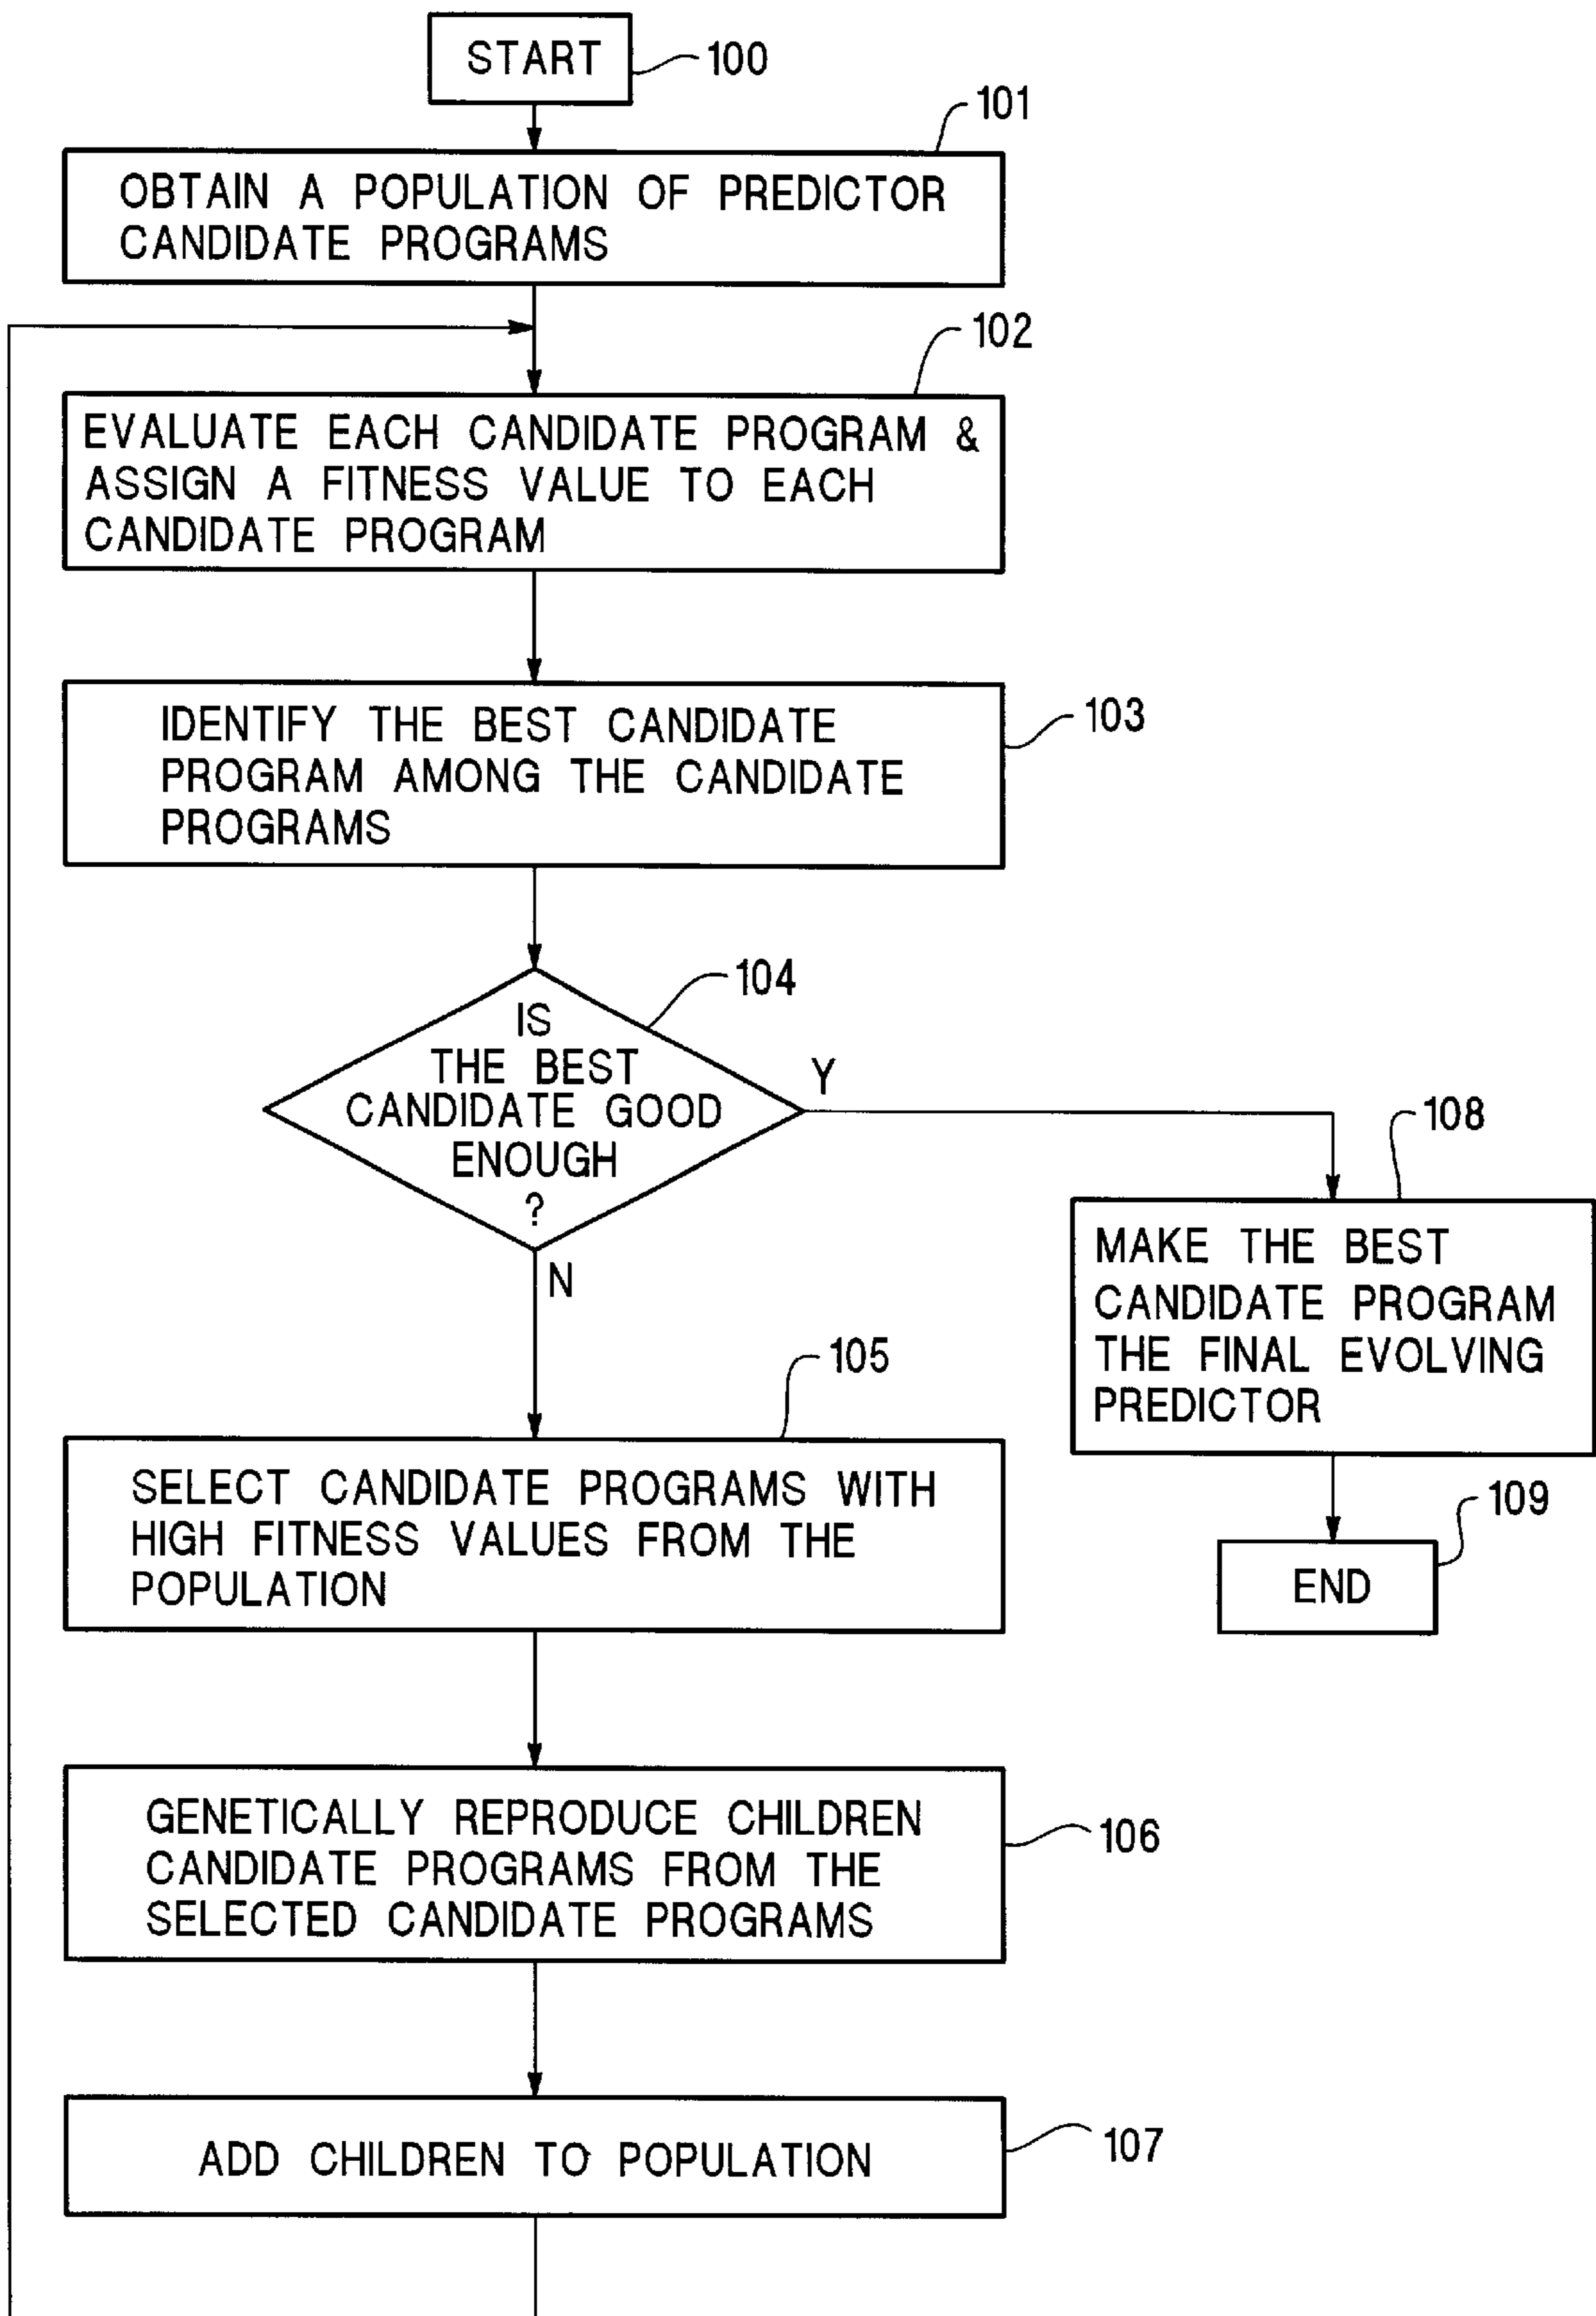 START
100
101
OBTAIN A POPULATION OF PREDICTOR
CANDIDATE PROGRAMS
102
EVALUATE EACH CANDIDATE PROGRAM &
ASSIGN A FITNESS VALUE TO EACH
CANDIDATE PROGRAM
103
IDENTIFY THE BEST CANDIDATE
PROGRAM AMONG THE CANDIDATE
PROGRAMS
104
IS
THE BEST
CANDIDATE GOOD
ENOUGH
?
Y
N
108
MAKE THE BEST
CANDIDATE PROGRAM
THE FINAL EVOLVING
PREDICTOR
109
END
105
SELECT CANDIDATE PROGRAMS WITH
HIGH FITNESS VALUES FROM THE
POPULATION
106
GENETICALLY REPRODUCE CHILDREN
CANDIDATE PROGRAMS FROM THE
SELECTED CANDIDATE PROGRAMS
107
ADD CHILDREN TO POPULATION